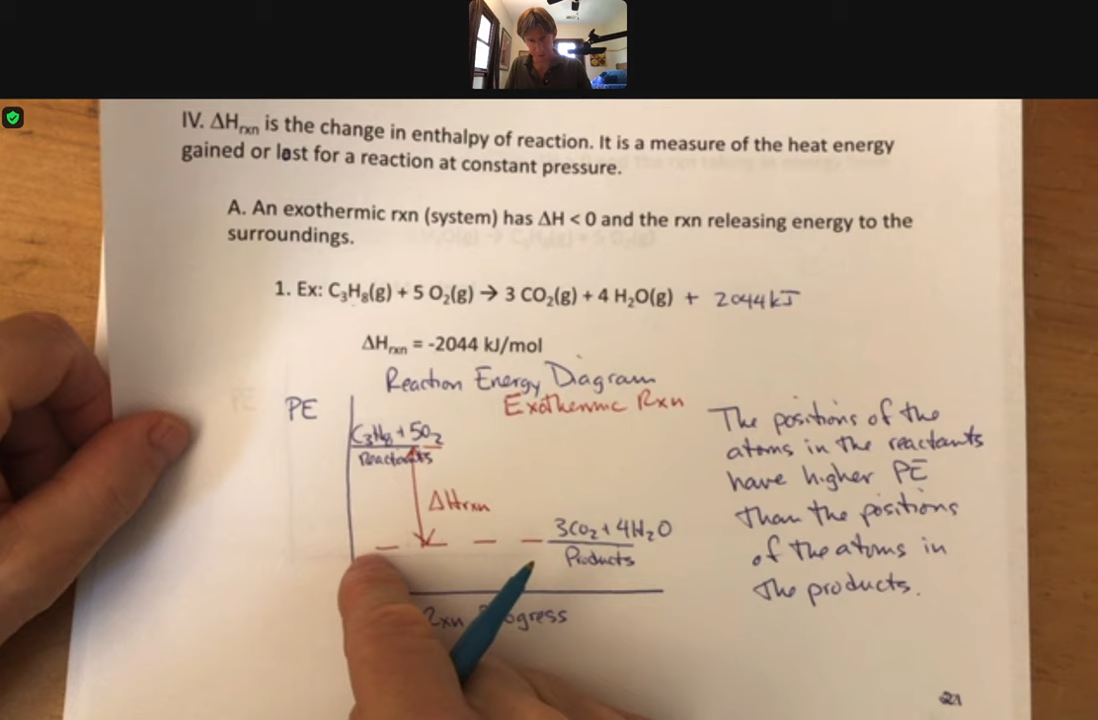 IV. ΔHrxn is the change in enthalpy of reaction. It is a measure of the heat energy
gained or lost for a reaction at constant pressure.
A. An exothermic rxn (system) has ΔH < 0 and the rxn releasing energy to the
surroundings.
1. Ex: C₃H₈(g) + 5 O₂(g) → 3 CO₂(g) + 4 H₂O(g) + 2044 kJ
ΔHrxn = -2044 kJ/mol
Reaction Energy Diagram
Exothermic Rxn
PE
C₃H₈ + 5O₂
Reactants
ΔHrxn
3CO₂ + 4H₂O
Products
Rxn
The positions of the
atoms in the reactants
have higher PE
Than the positions
of the atoms in
The products.
21